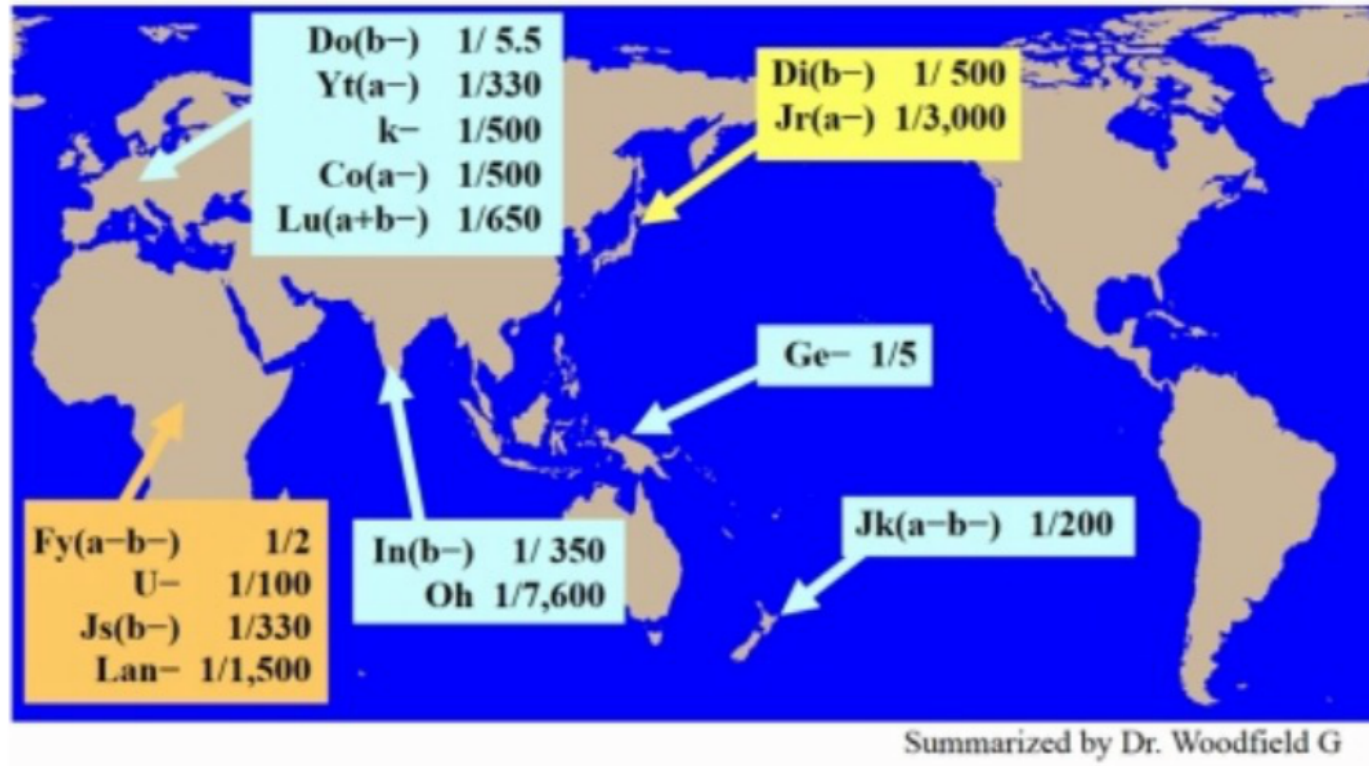 Do(b−) 1/ 5.5
Yt(a−) 1/330
k− 1/500
Co(a−) 1/500
Lu(a+b−) 1/650
Di(b−) 1/ 500
Jr(a−) 1/3,000
Ge− 1/5
Fy(a−b−) 1/2
U− 1/100
Js(b−) 1/330
Lan− 1/1,500
In(b−) 1/ 350
Oh 1/7,600
Jk(a−b−) 1/200
Summarized by Dr. Woodfield G